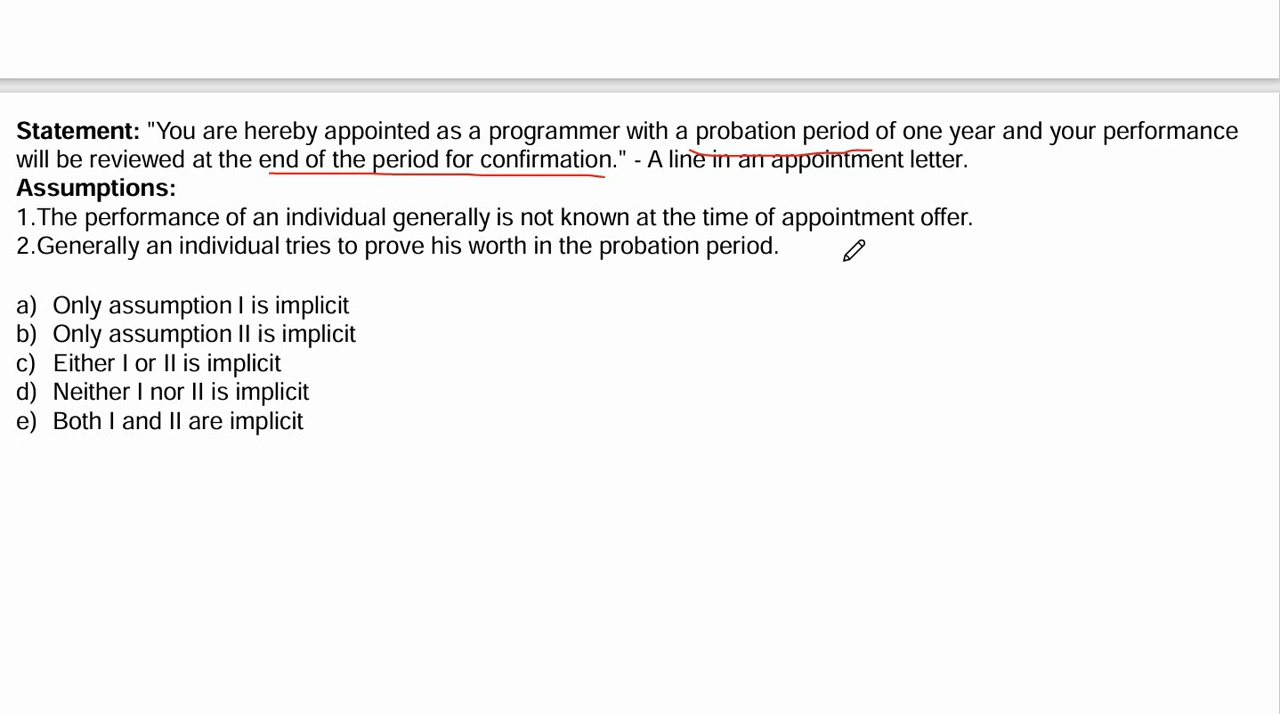 Statement: "You are hereby appointed as a programmer with a probation period of one year and your performance
will be reviewed at the end of the period for confirmation." - A line in an appointment letter.
Assumptions:
1.The performance of an individual generally is not known at the time of appointment offer.
2.Generally an individual tries to prove his worth in the probation period.
a) Only assumption I is implicit
b) Only assumption II is implicit
c) Either I or II is implicit
d) Neither I nor II is implicit
e) Both I and II are implicit